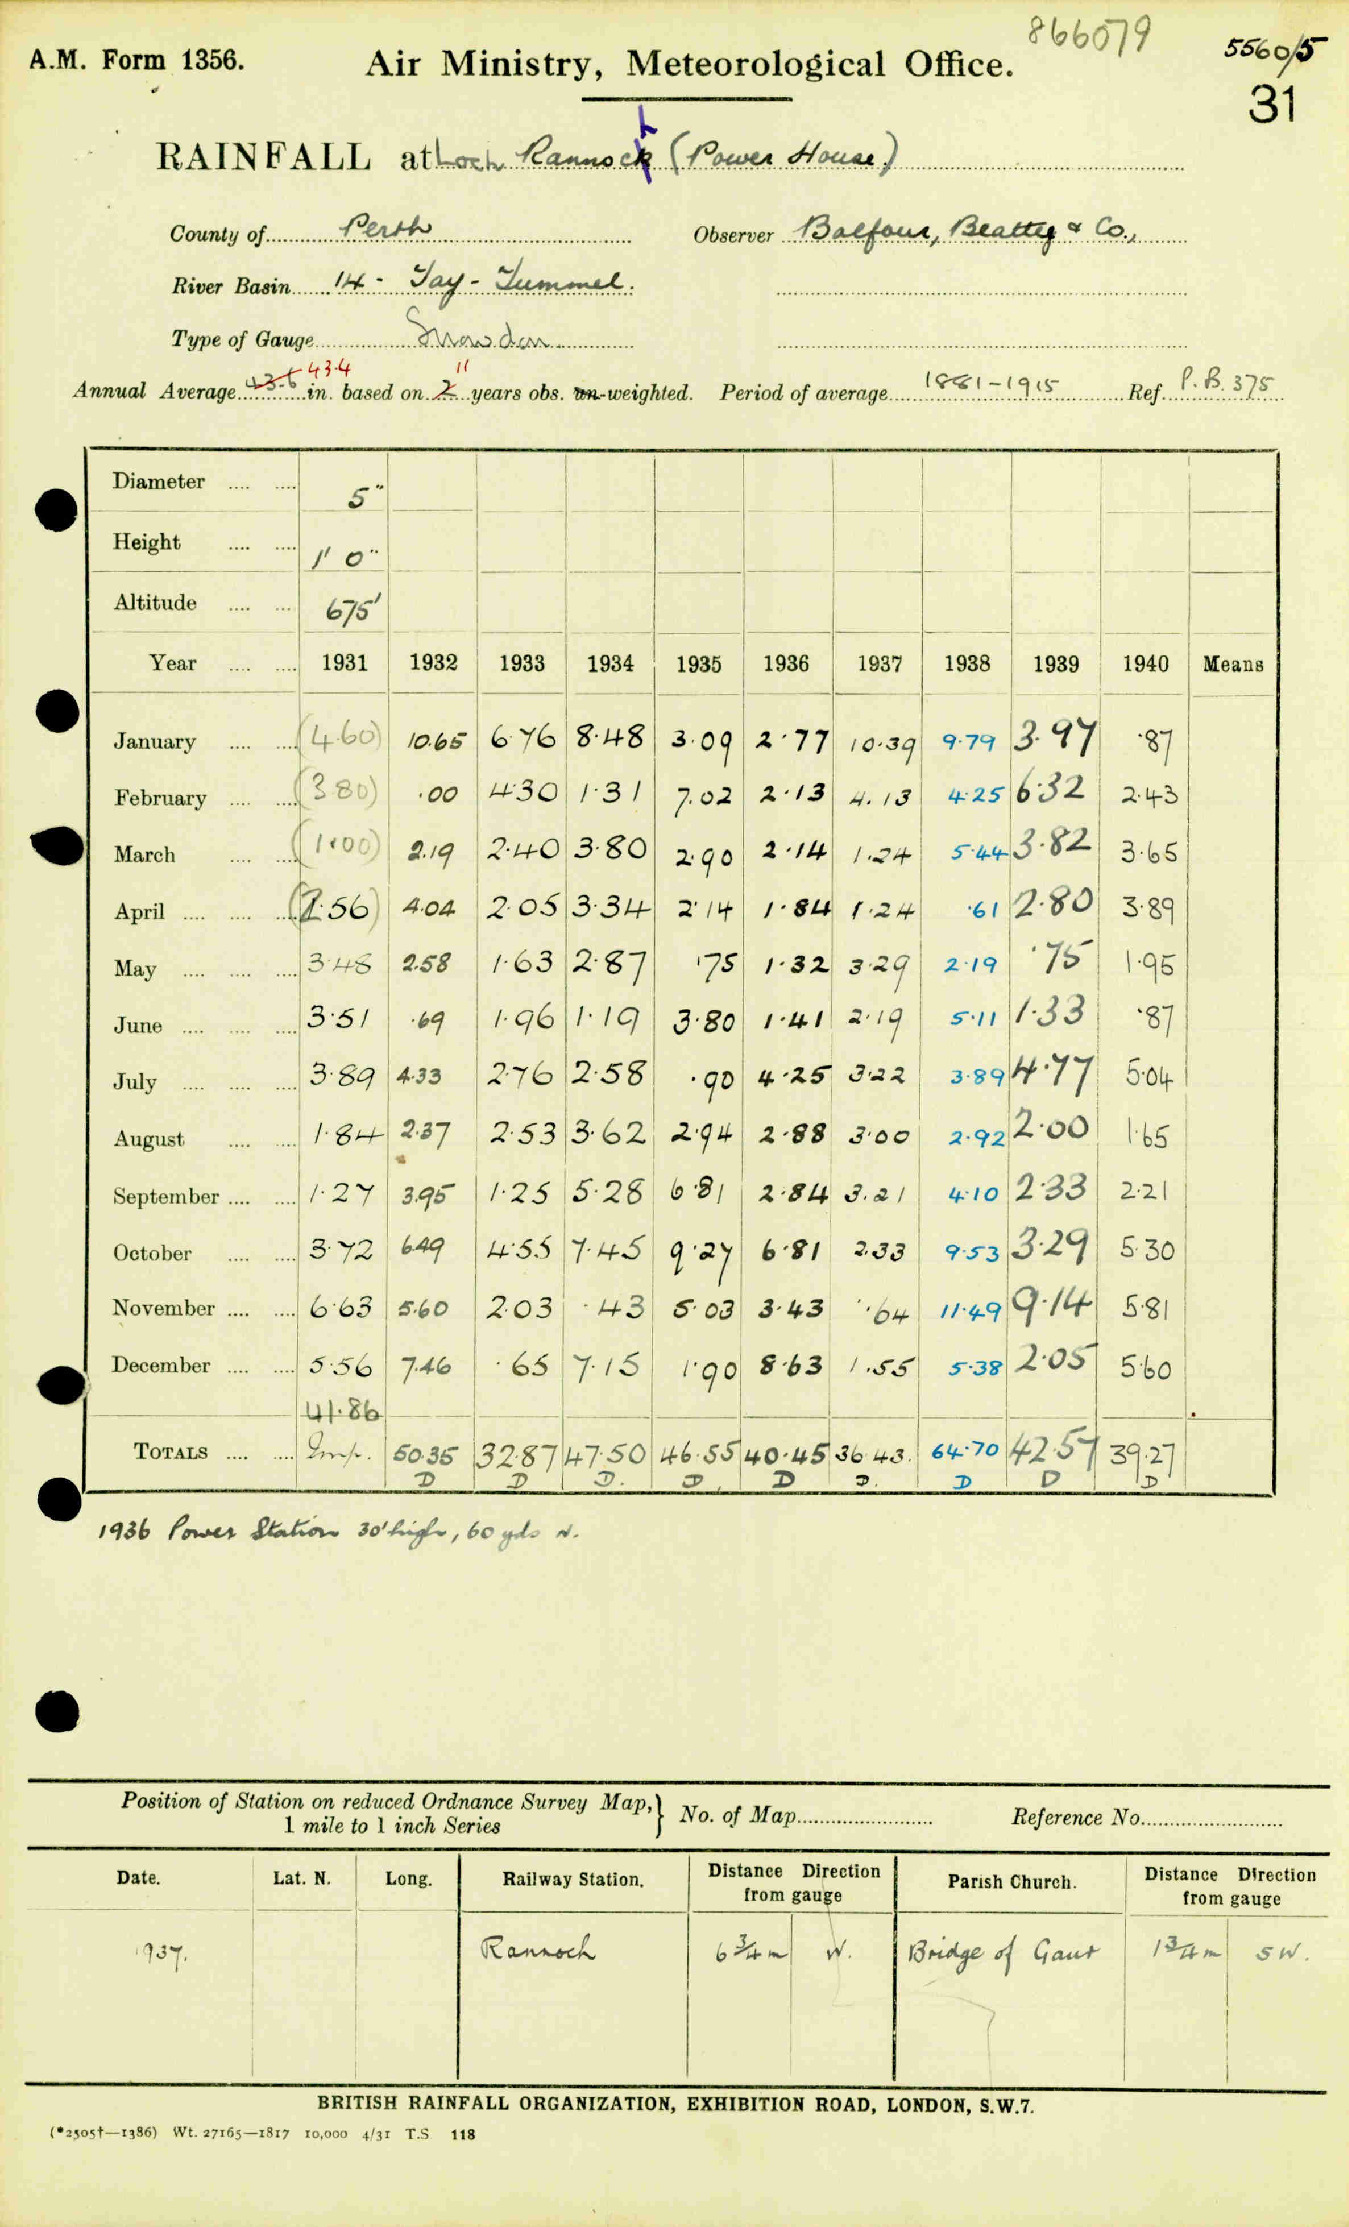 866079
5560/5
A.M. Form 1356. Air Ministry, Meteorological Office.
31
RAINFALL at Loch Rannoch (Power House)
County of Perth Observer Balfour, Beatty & Co.,
River Basin 14 - Tay - Tummel.
Type of Gauge Snowdon
43.4 11
Annual Average 43.6 in. based on 2 years obs. un-weighted. Period of average 1881-1915 Ref. P.B. 375
Diameter .... .... 5"
Height .... .... 1' 0"
Altitude .... .... 675'
Year .... .... 1931 1932 1933 1934 1935 1936 1937 1938 1939 1940 Means
January .... .... (4.60) 10.65 6.76 8.48 3.09 2.77 10.39 9.79 3.97 .87
February .... .... (3.80) .00 4.30 1.31 7.02 2.13 4.13 4.25 6.32 2.43
March .... .... (1.00) 2.19 2.40 3.80 2.90 2.14 1.24 5.44 3.82 3.65
April .... .... .... (2.56) 4.04 2.05 3.34 2.14 1.84 1.24 .61 2.80 3.89
May .... .... .... 3.48 2.58 1.63 2.87 .75 1.32 3.29 2.19 .75 1.95
June .... .... .... 3.51 .69 1.96 1.19 3.80 1.41 2.19 5.11 1.33 .87
July .... .... .... 3.89 4.33 2.76 2.58 .90 4.25 3.22 3.89 4.77 5.04
August .... .... 1.84 2.37 2.53 3.62 2.94 2.88 3.00 2.92 2.00 1.65
September .... .... 1.27 3.95 1.25 5.28 6.81 2.84 3.21 4.10 2.33 2.21
October .... .... 3.72 6.49 4.55 7.45 9.27 6.81 2.33 9.53 3.29 5.30
November .... .... 6.63 5.60 2.03 .43 5.03 3.43 .64 11.49 9.14 5.81
December .... .... 5.56 7.46 .65 7.15 1.90 8.63 1.55 5.38 2.05 5.60
41.86
TOTALS .... .... Imp. 50.35 32.87 47.50 46.55 40.45 36.43 64.70 42.57 39.27
D D D. D. D D. D D D
1936 Power Station 30' high, 60 yds N.
Position of Station on reduced Ordnance Survey Map, } No. of Map.... Reference No....
1 mile to 1 inch Series
Date. Lat. N. Long. Railway Station. Distance Direction from gauge Parish Church. Distance Direction from gauge
1937. Rannoch 6 3/4 m W. Bridge of Gaur 1 3/4 m SW.
BRITISH RAINFALL ORGANIZATION, EXHIBITION ROAD, LONDON, S.W.7.
(*2505†—1386) Wt. 27165—1817 10,000 4/31 T.S 118